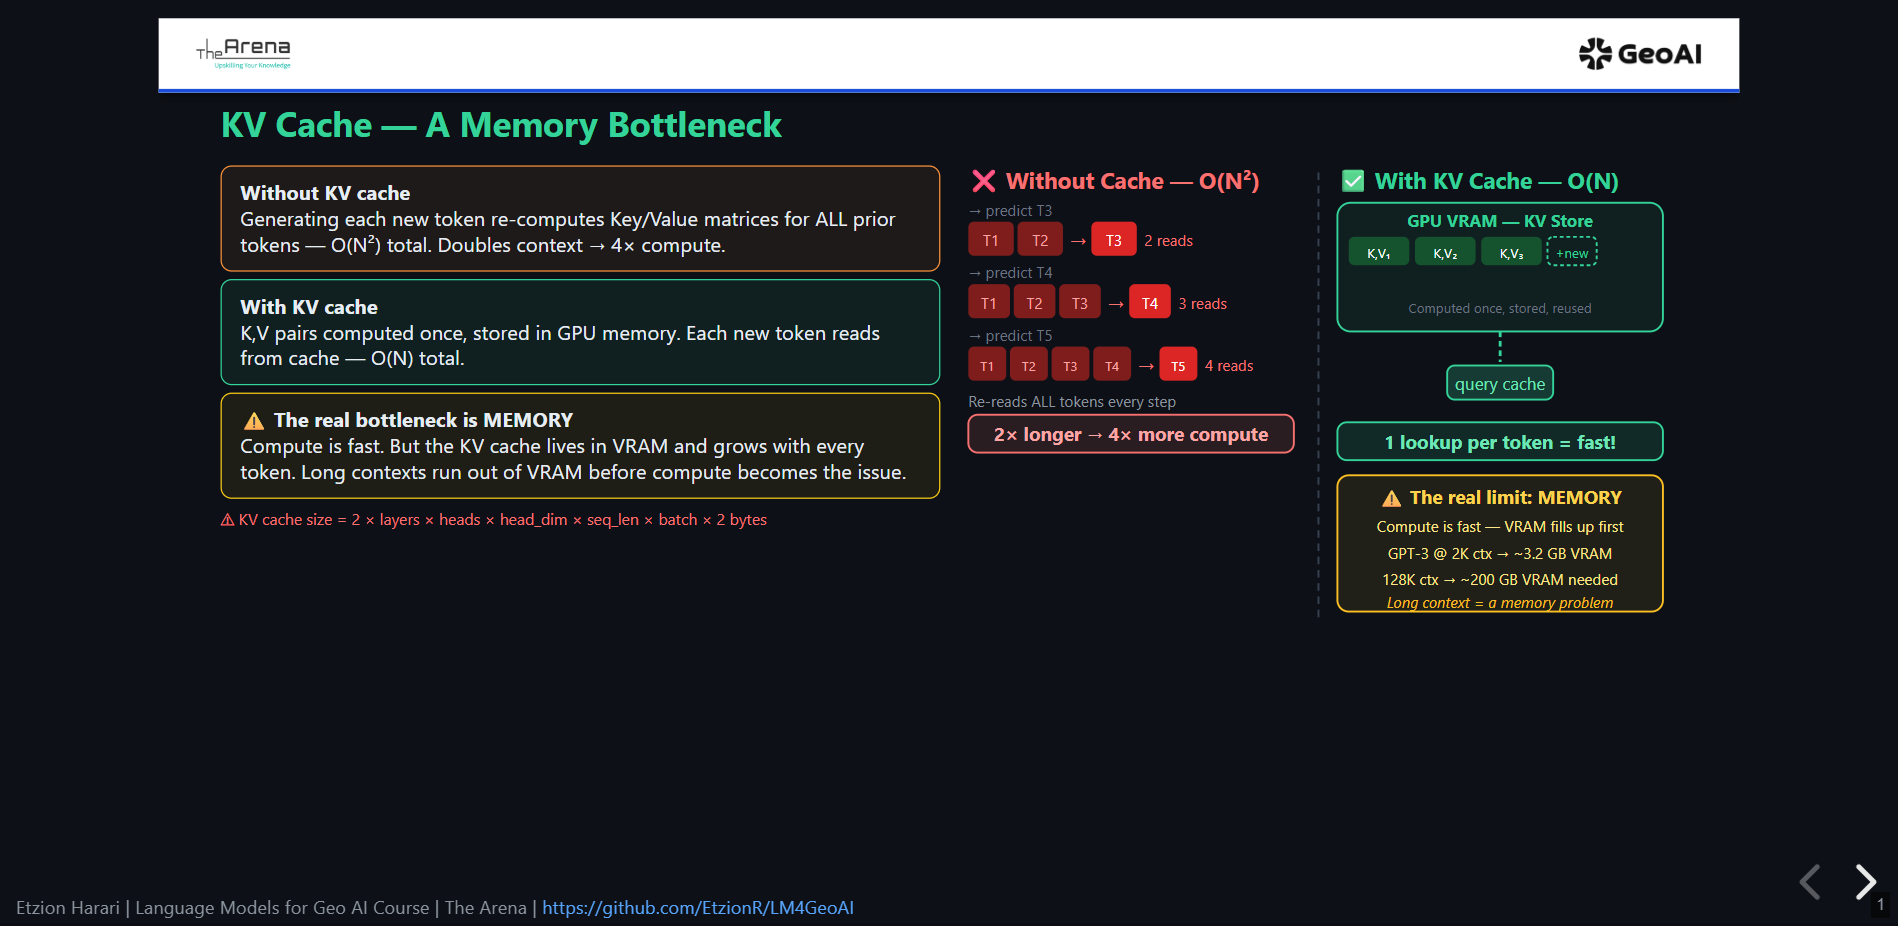 The Arena
Upskilling Your Knowledge
GeoAI
KV Cache — A Memory Bottleneck
Without KV cache
Generating each new token re-computes Key/Value matrices for ALL prior
tokens — O(N²) total. Doubles context → 4× compute.
With KV cache
K,V pairs computed once, stored in GPU memory. Each new token reads
from cache — O(N) total.
⚠️ The real bottleneck is MEMORY
Compute is fast. But the KV cache lives in VRAM and grows with every
token. Long contexts run out of VRAM before compute becomes the issue.
⚠ KV cache size = 2 × layers × heads × head_dim × seq_len × batch × 2 bytes
❌ Without Cache — O(N²)
→ predict T3
T1 T2 → T3 2 reads
→ predict T4
T1 T2 T3 → T4 3 reads
→ predict T5
T1 T2 T3 T4 → T5 4 reads
Re-reads ALL tokens every step
2× longer → 4× more compute
✅ With KV Cache — O(N)
GPU VRAM — KV Store
K,V₁ K,V₂ K,V₃ +new
Computed once, stored, reused
query cache
1 lookup per token = fast!
⚠️ The real limit: MEMORY
Compute is fast — VRAM fills up first
GPT-3 @ 2K ctx → ~3.2 GB VRAM
128K ctx → ~200 GB VRAM needed
Long context = a memory problem
Etzion Harari | Language Models for Geo AI Course | The Arena | https://github.com/EtzionR/LM4GeoAI
1